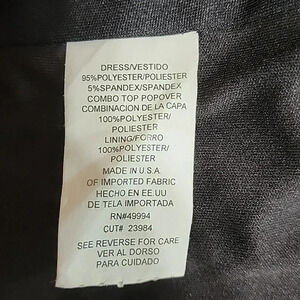 DRESS/VESTIDO
95%POLYESTER/POLIESTER
5%SPANDEX/SPANDEX
COMBO TOP POPOVER
COMBINACION DE LA CAPA
100%POLYESTER/
POLIESTER
LINING/FORRO
100%POLYESTER/
POLIESTER
MADE IN U.S.A.
OF IMPORTED FABRIC
HECHO EN EE.UU
DE TELA IMPORTADA
RN#49994
CUT# 23984
SEE REVERSE FOR CARE
VER AL DORSO
PARA CUIDADO